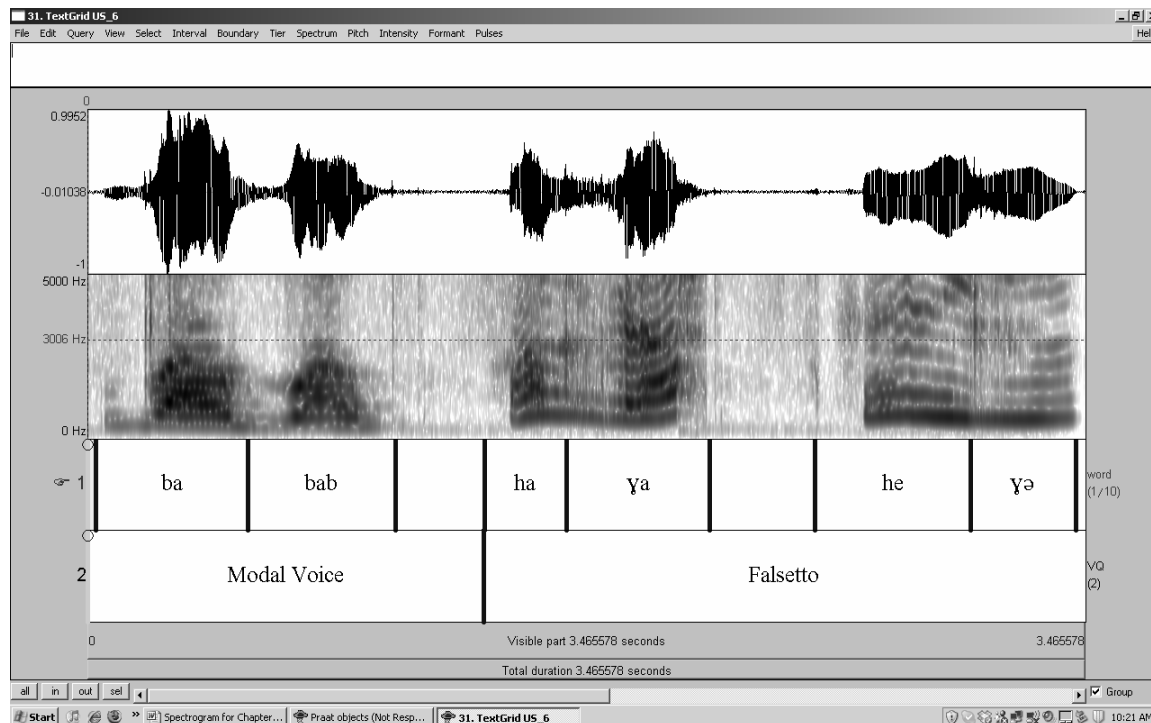 31. TextGrid US_6
File Edit Query View Select Interval Boundary Tier Spectrum Pitch Intensity Formant Pulses Hel
0
0.9952
-0.01038
-1
5000 Hz
3006 Hz
0 Hz
1 ba bab ha ɣa he ɣə word (1/10)
2 Modal Voice Falsetto VQ (2)
0 Visible part 3.465578 seconds 3.465578
Total duration 3.465578 seconds
all in out sel Group
Start » Spectrogram for Chapter... Praat objects (Not Resp... 31. TextGrid US_6 10:21 AM